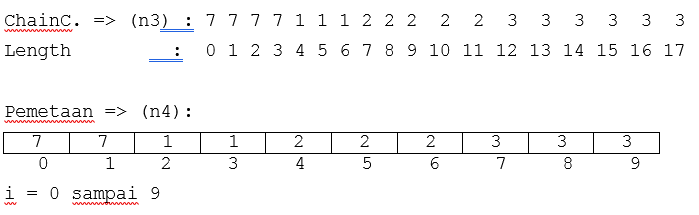 ChainC. => (n3) : 7 7 7 7 1 1 1 2 2 2 2 2 3 3 3 3 3 3
Length : 0 1 2 3 4 5 6 7 8 9 10 11 12 13 14 15 16 17
Pemetaan => (n4):
7 7 1 1 2 2 2 3 3 3
0 1 2 3 4 5 6 7 8 9
i = 0 sampai 9